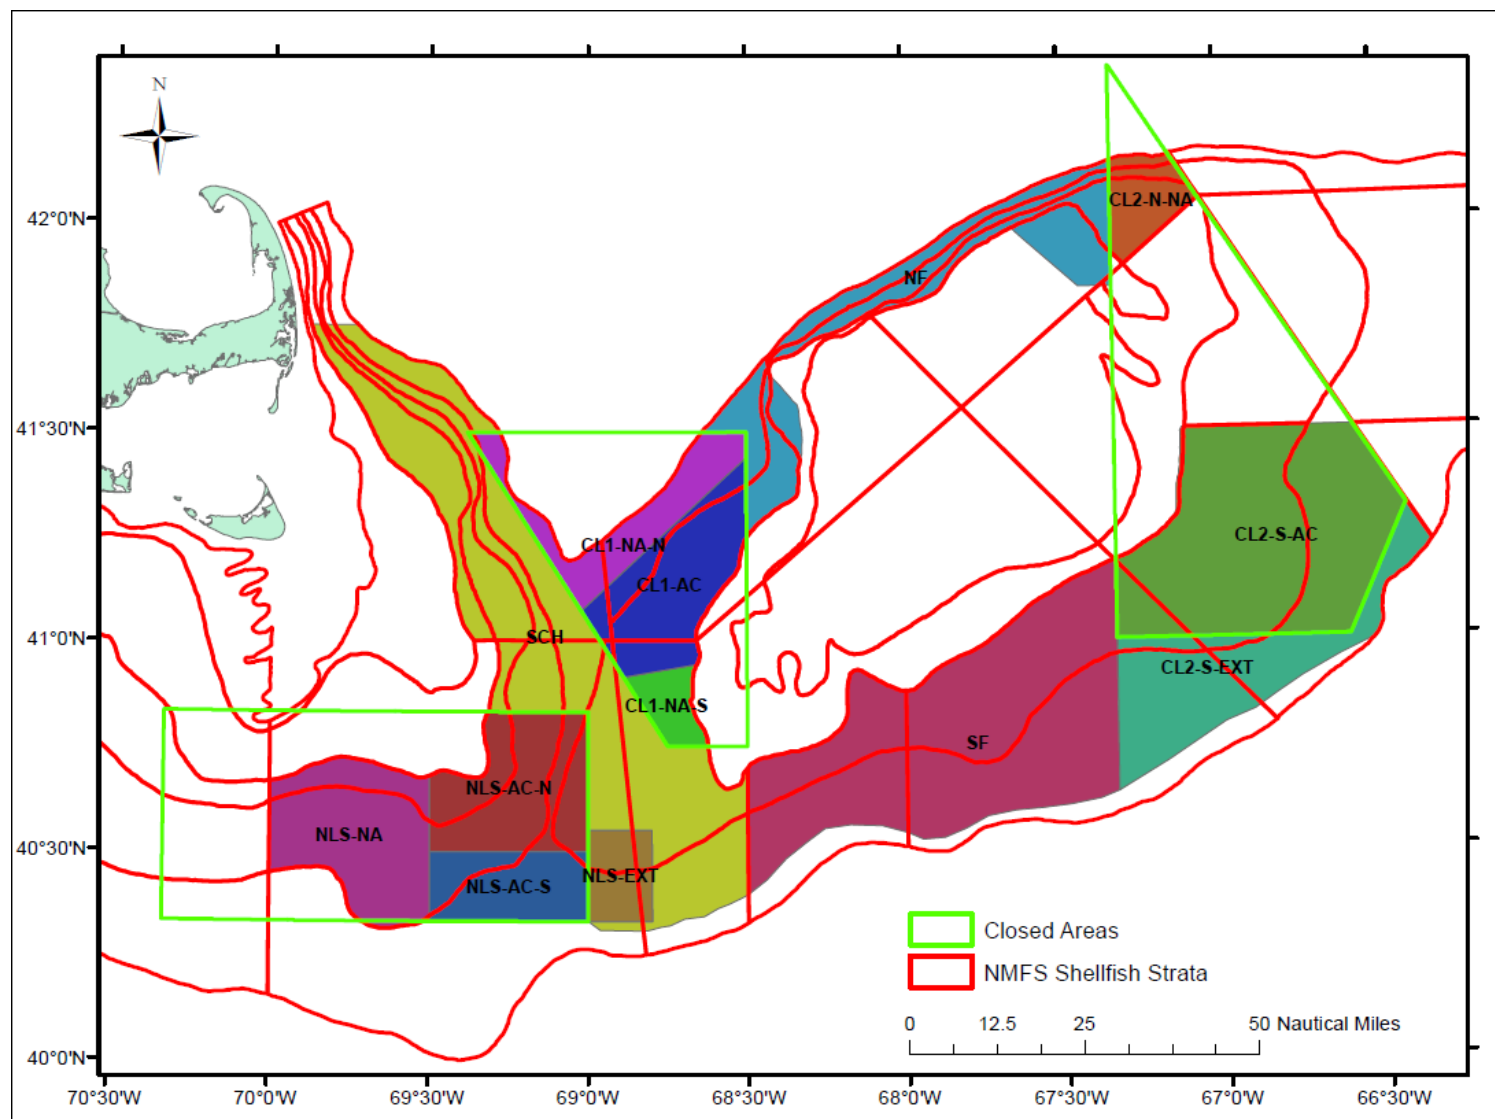 N
42°0'N
41°30'N
41°0'N
40°30'N
40°0'N
CL2-N-NA
NF
CL1-NA-N
CL1-AC
CL2-S-AC
SCH
CL2-S-EXT
CL1-NA-S
SF
NLS-AC-N
NLS-NA
NLS-EXT
NLS-AC-S
Closed Areas
NMFS Shellfish Strata
0 12.5 25 50 Nautical Miles
70°30'W 70°0'W 69°30'W 69°0'W 68°30'W 68°0'W 67°30'W 67°0'W 66°30'W